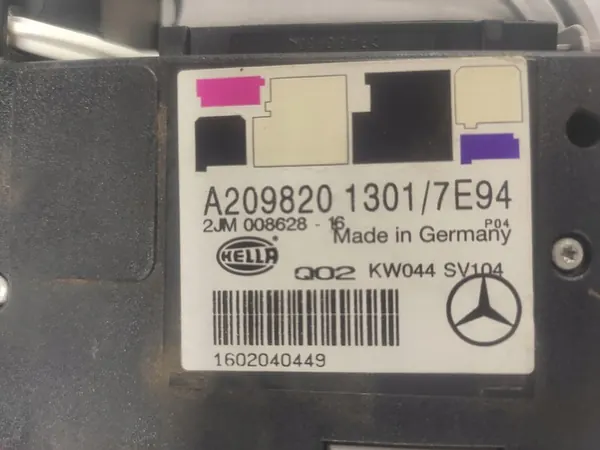 A209820 1301/7E94
2JM 008628 - 16
P04
Made in Germany
HELLA
Q02 KW044 SV104
1602040449